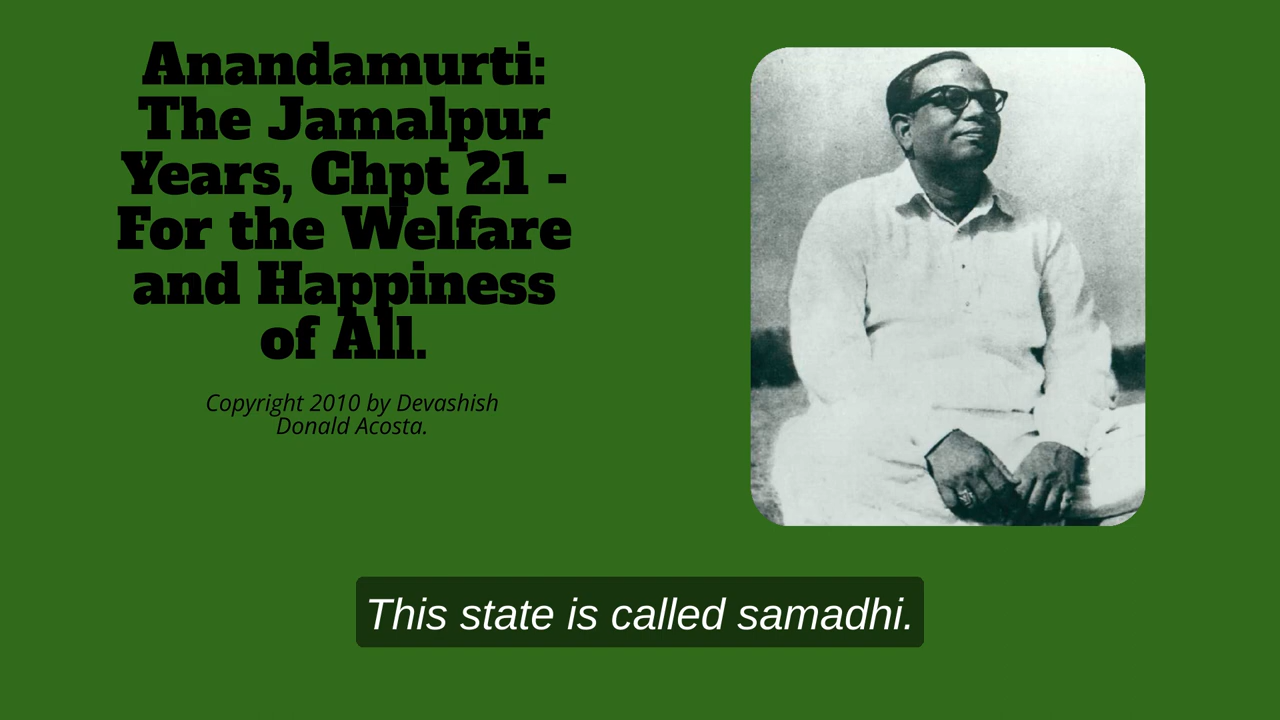 Anandamurti:
The Jamalpur
Years, Chpt 21 -
For the Welfare
and Happiness
of All.
Copyright 2010 by Devashish
Donald Acosta.
This state is called samadhi.